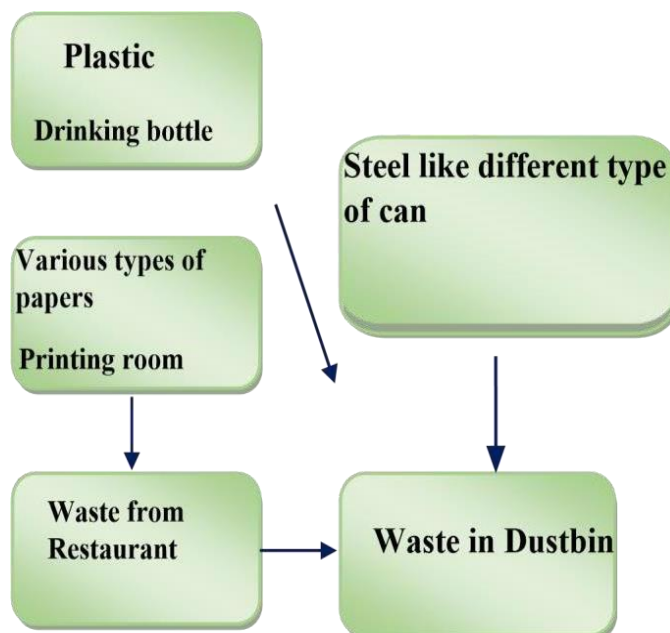 Plastic
Drinking bottle
Steel like different type
of can
Various types of
papers
Printing room
Waste from
Restaurant
Waste in Dustbin